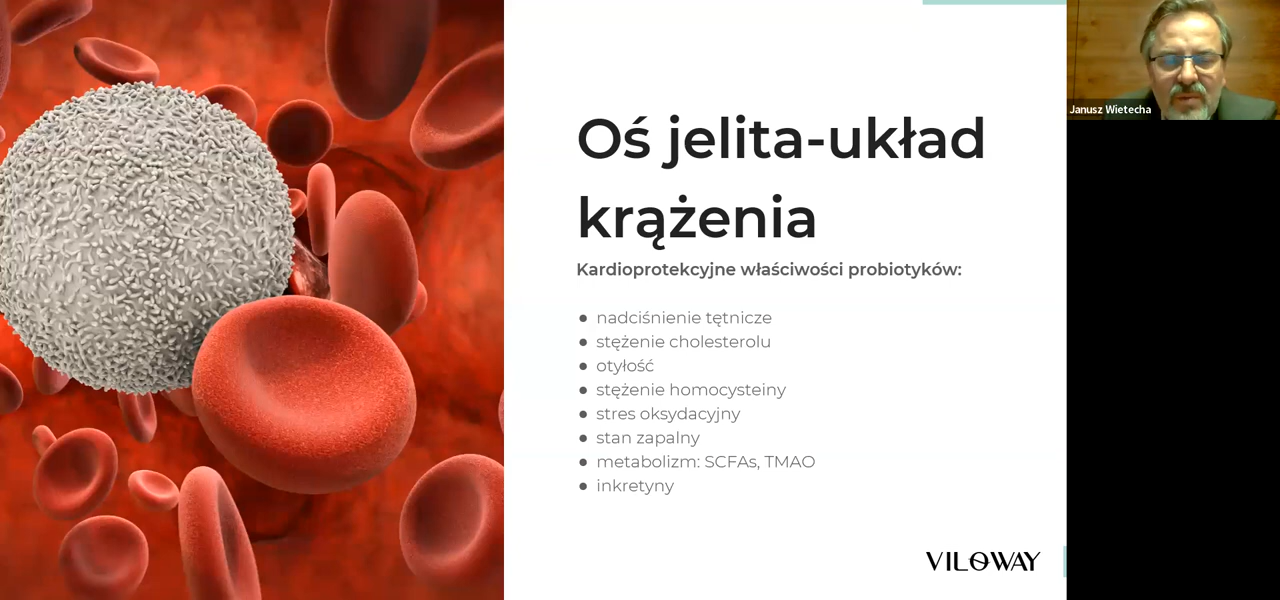 Oś jelita-układ
krążenia
Kardioprotekcyjne właściwości probiotyków:
● nadciśnienie tętnicze
● stężenie cholesterolu
● otyłość
● stężenie homocysteiny
● stres oksydacyjny
● stan zapalny
● metabolizm: SCFAs, TMAO
● inkretyny
VILOWAY
Janusz Wietecha